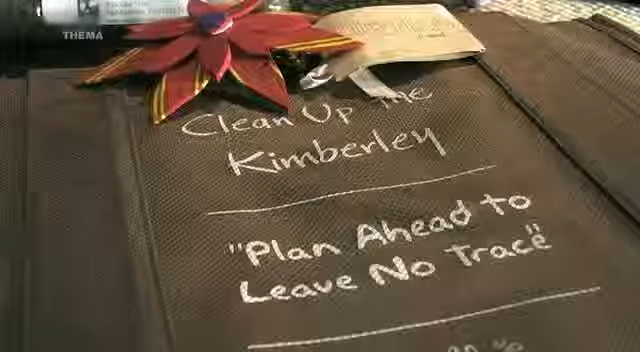 THEMA
Clean Up the
Kimberley
"Plan Ahead to
Leave No Trace"